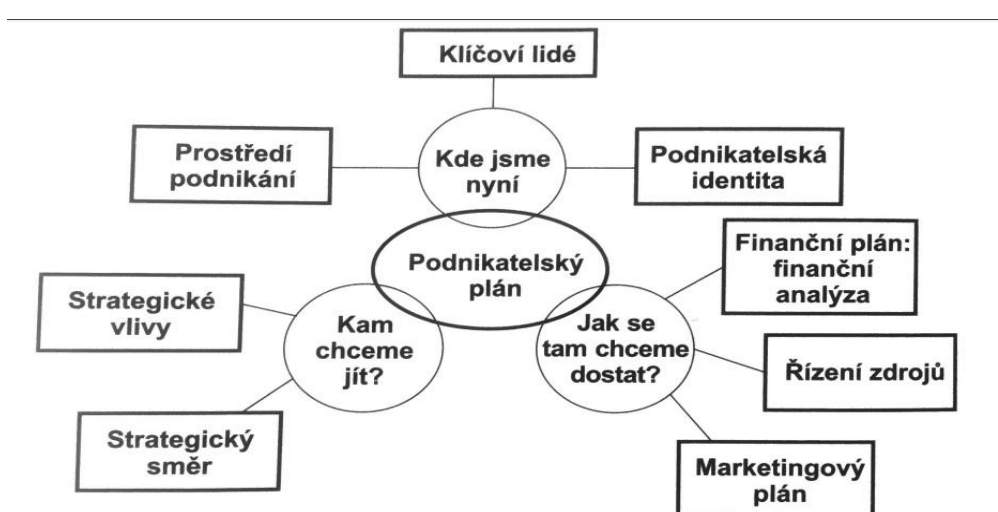 Klíčoví lidé
Prostředí
podnikání
Kde jsme
nyní
Podnikatelská
identita
Podnikatelský
plán
Finanční plán:
finanční
analýza
Strategické
vlivy
Kam
chceme
jít?
Jak se
tam chceme
dostat?
Řízení zdrojů
Strategický
směr
Marketingový
plán